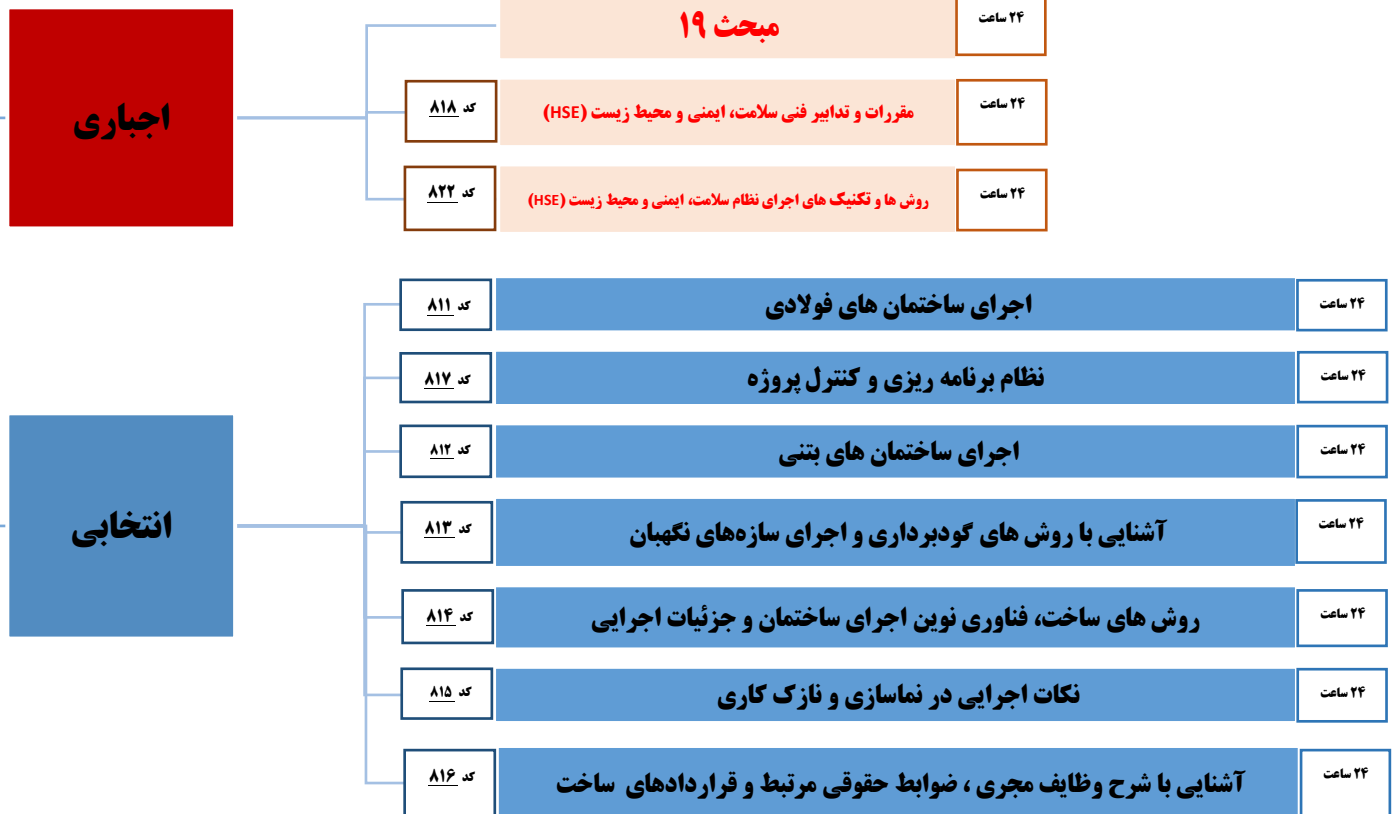 اجباری
مبحث ۱۹
۲۴ ساعت
کد ۸۱۸
مقررات و تدابیر فنی سلامت، ایمنی و محیط زیست (HSE)
۲۴ ساعت
کد ۸۲۲
روش ها و تکنیک های اجرای نظام سلامت، ایمنی و محیط زیست (HSE)
۲۴ ساعت
انتخابی
کد ۸۱۱
اجرای ساختمان های فولادی
۲۴ ساعت
کد ۸۱۷
نظام برنامه ریزی و کنترل پروژه
۲۴ ساعت
کد ۸۱۲
اجرای ساختمان های بتنی
۲۴ ساعت
کد ۸۱۳
آشنایی با روش های گودبرداری و اجرای سازه‌های نگهبان
۲۴ ساعت
کد ۸۱۴
روش های ساخت، فناوری نوین اجرای ساختمان و جزئیات اجرایی
۲۴ ساعت
کد ۸۱۵
نکات اجرایی در نماسازی و نازک کاری
۲۴ ساعت
کد ۸۱۶
آشنایی با شرح وظایف مجری ، ضوابط حقوقی مرتبط و قراردادهای ساخت
۲۴ ساعت